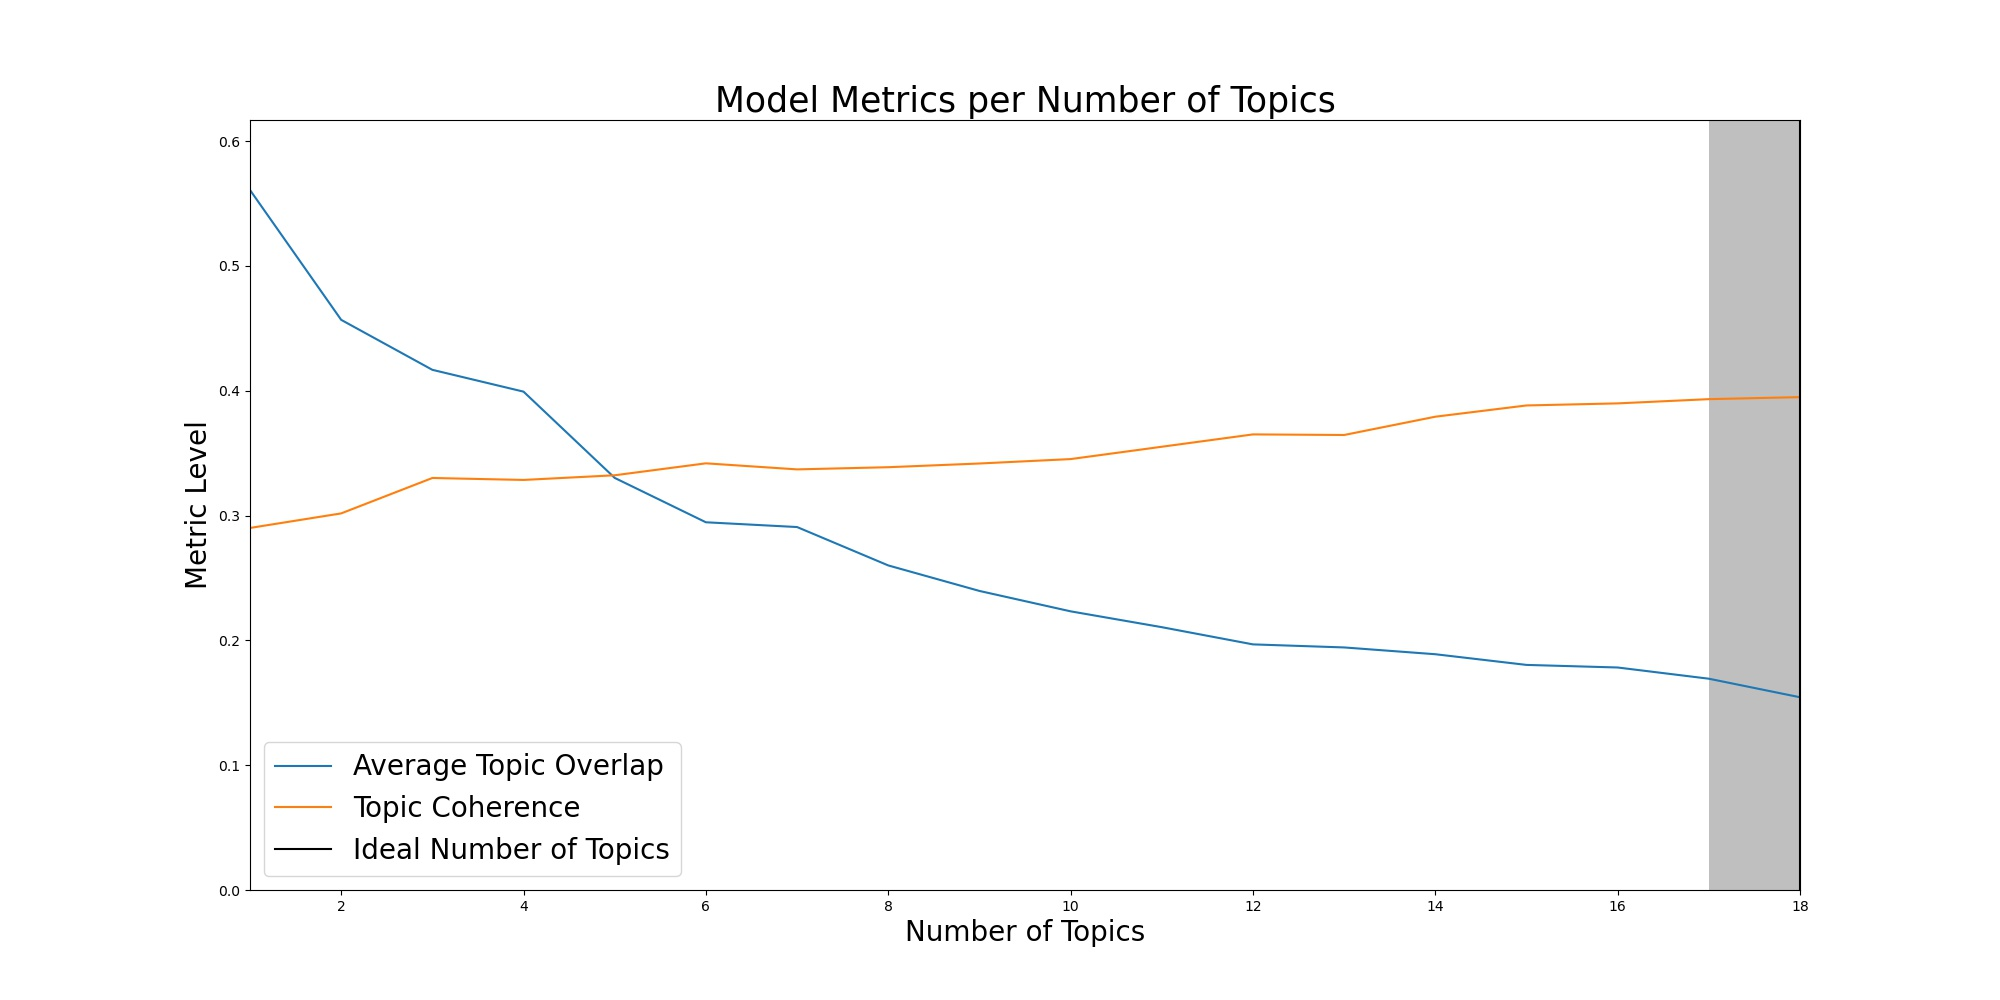 Model Metrics per Number of Topics
0.6
0.5
0.4
0.3
0.2
0.1
0.0
Metric Level
Average Topic Overlap
Topic Coherence
Ideal Number of Topics
2 4 6 8 10 12 14 16 18
Number of Topics